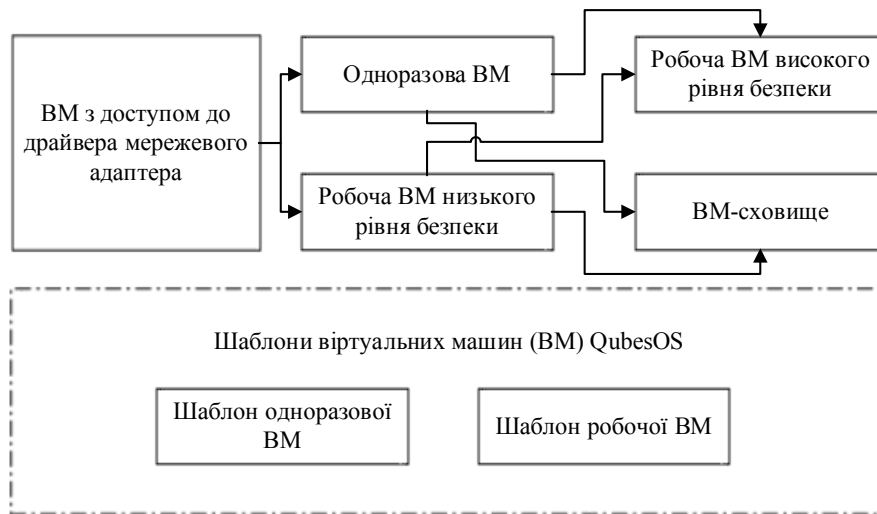 ВМ з доступом до
драйвера мережевого
адаптера
Одноразова ВМ
Робоча ВМ високого
рівня безпеки
Робоча ВМ низького
рівня безпеки
ВМ-сховище
Шаблони віртуальних машин (ВМ) QubesOS
Шаблон одноразової
ВМ
Шаблон робочої ВМ